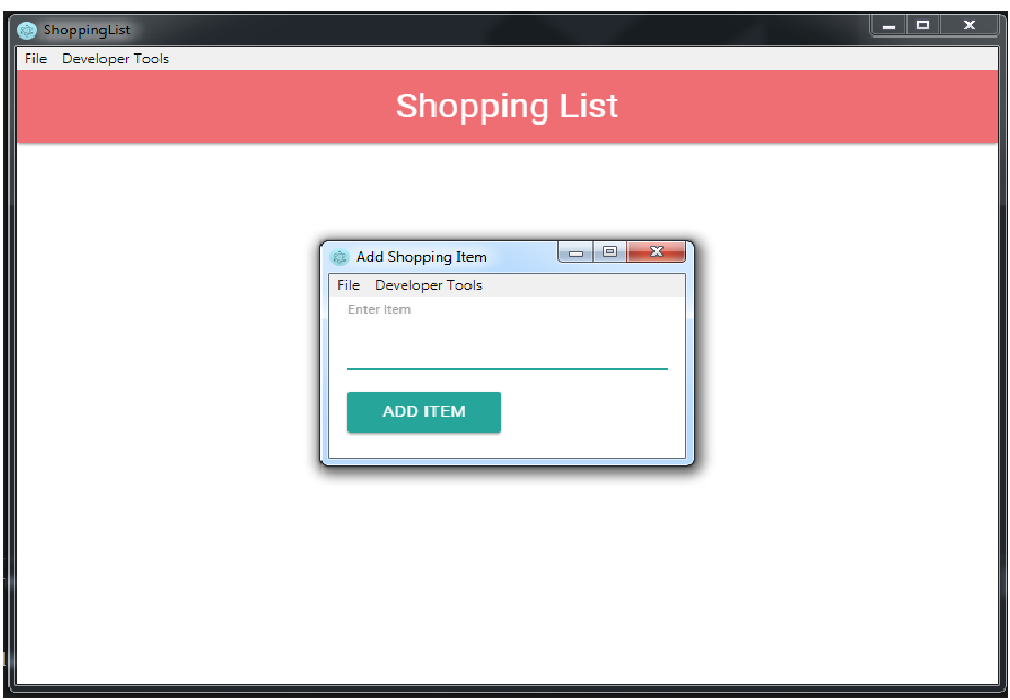 ShoppingList
File Developer Tools
Shopping List
Add Shopping Item
File Developer Tools
Enter Item
ADD ITEM